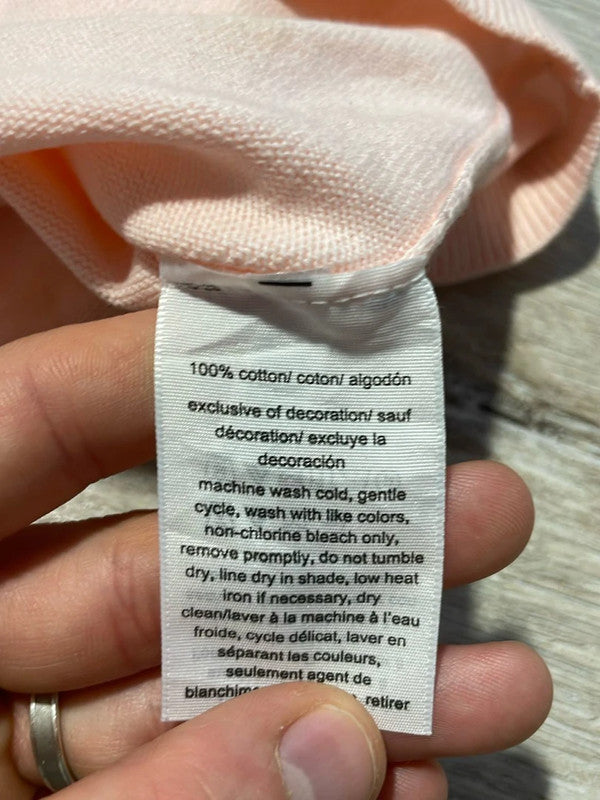 100% cotton/ coton/ algodón
exclusive of decoration/ sauf
décoration/ excluye la
decoración
machine wash cold, gentle
cycle, wash with like colors,
non-chlorine bleach only,
remove promptly, do not tumble
dry, line dry in shade, low heat
iron if necessary, dry
clean/laver à la machine à l'eau
froide, cycle délicat, laver en
séparant les couleurs,
seulement agent de
retirer